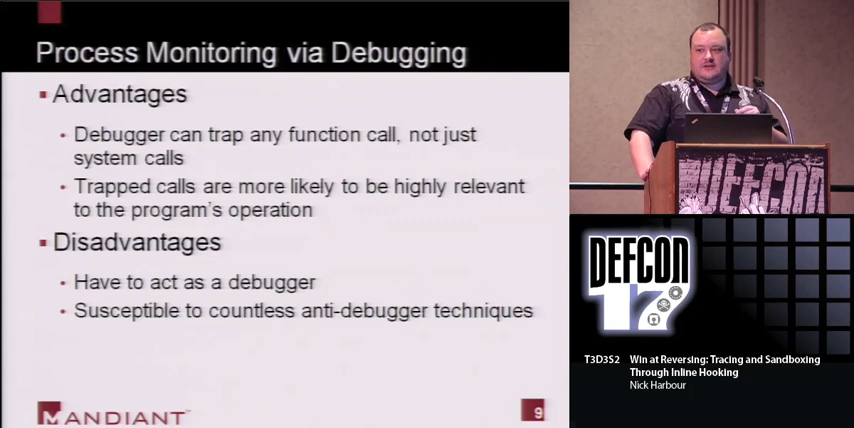 Process Monitoring via Debugging
Advantages
Debugger can trap any function call, not just
system calls
Trapped calls are more likely to be highly relevant
to the program's operation
Disadvantages
Have to act as a debugger
Susceptible to countless anti-debugger techniques
MANDIANT
9
DEFCON
DEFCON
17
T3D3S2 Win at Reversing: Tracing and Sandboxing
Through Inline Hooking
Nick Harbour